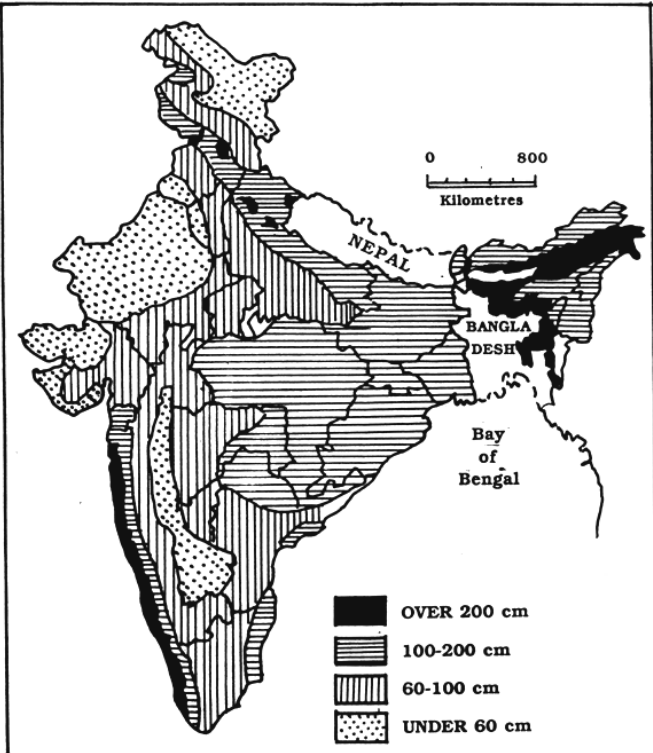 0 800
Kilometres
NEPAL
BANGLA
DESH
Bay
of
Bengal
OVER 200 cm
100-200 cm
60-100 cm
UNDER 60 cm